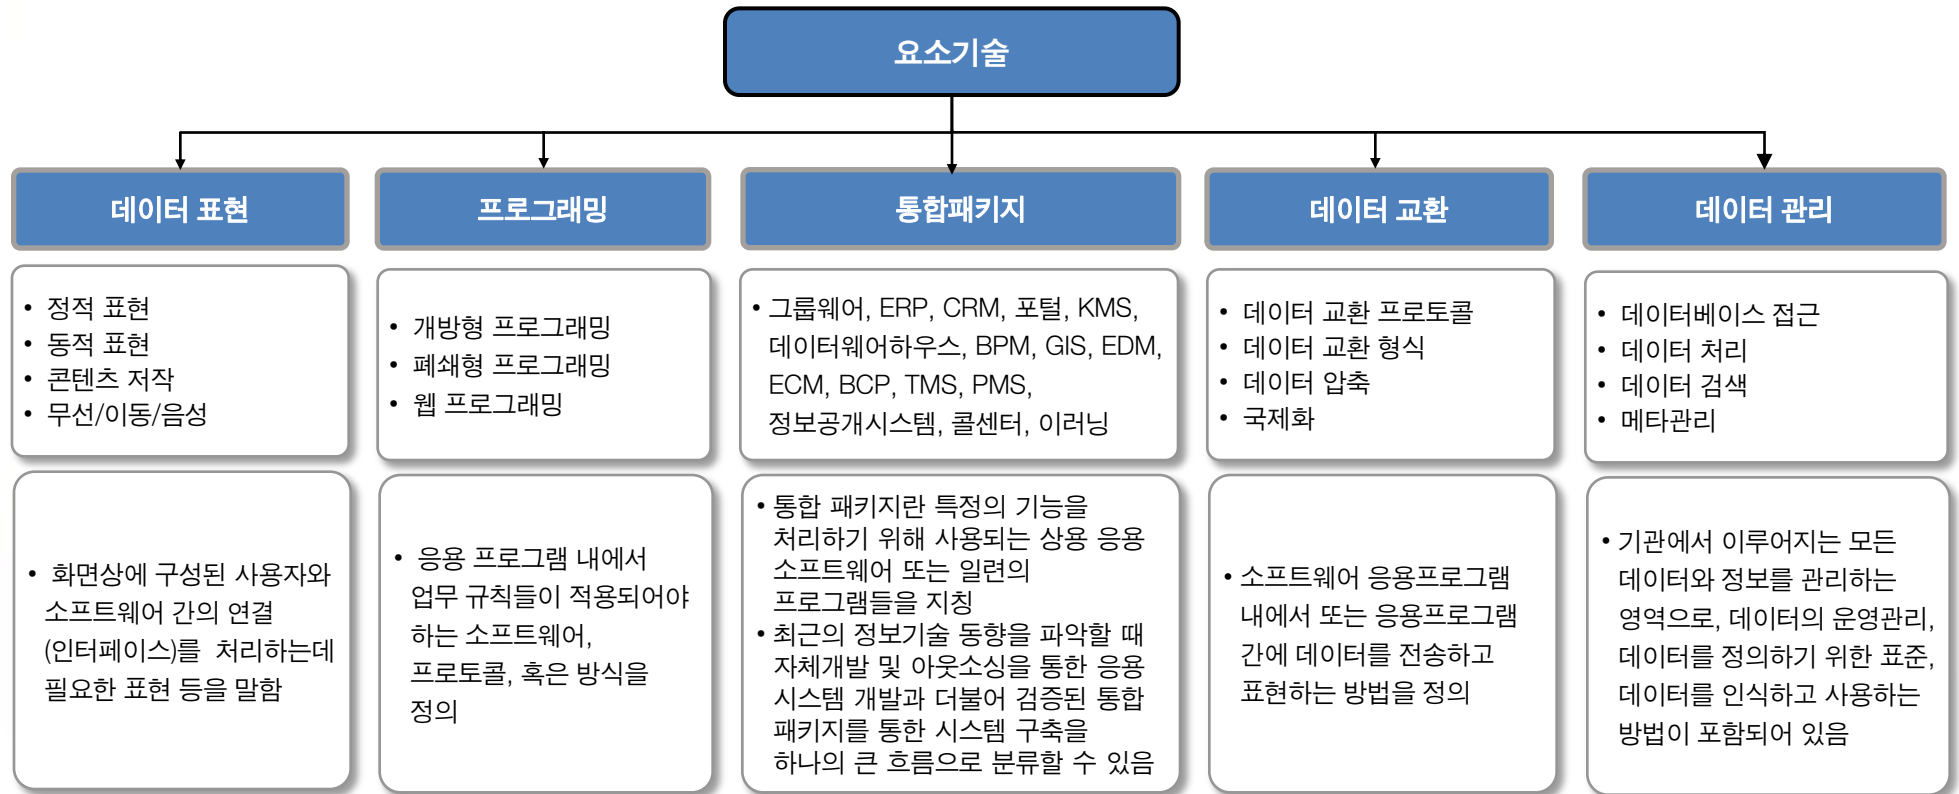 요소기술
데이터 표현
프로그래밍
통합패키지
데이터 교환
데이터 관리
• 정적 표현
• 동적 표현
• 콘텐츠 저작
• 무선/이동/음성
• 개방형 프로그래밍
• 폐쇄형 프로그래밍
• 웹 프로그래밍
• 그룹웨어, ERP, CRM, 포털, KMS,
데이터웨어하우스, BPM, GIS, EDM,
ECM, BCP, TMS, PMS,
정보공개시스템, 콜센터, 이러닝
• 데이터 교환 프로토콜
• 데이터 교환 형식
• 데이터 압축
• 국제화
• 데이터베이스 접근
• 데이터 처리
• 데이터 검색
• 메타관리
• 화면상에 구성된 사용자와
소프트웨어 간의 연결
(인터페이스)를 처리하는데
필요한 표현 등을 말함
• 응용 프로그램 내에서
업무 규칙들이 적용되어야
하는 소프트웨어,
프로토콜, 혹은 방식을
정의
• 통합 패키지란 특정의 기능을
처리하기 위해 사용되는 상용 응용
소프트웨어 또는 일련의
프로그램들을 지칭
• 최근의 정보기술 동향을 파악할 때
자체개발 및 아웃소싱을 통한 응용
시스템 개발과 더불어 검증된 통합
패키지를 통한 시스템 구축을
하나의 큰 흐름으로 분류할 수 있음
• 소프트웨어 응용프로그램
내에서 또는 응용프로그램
간에 데이터를 전송하고
표현하는 방법을 정의
• 기관에서 이루어지는 모든
데이터와 정보를 관리하는
영역으로, 데이터의 운영관리,
데이터를 정의하기 위한 표준,
데이터를 인식하고 사용하는
방법이 포함되어 있음